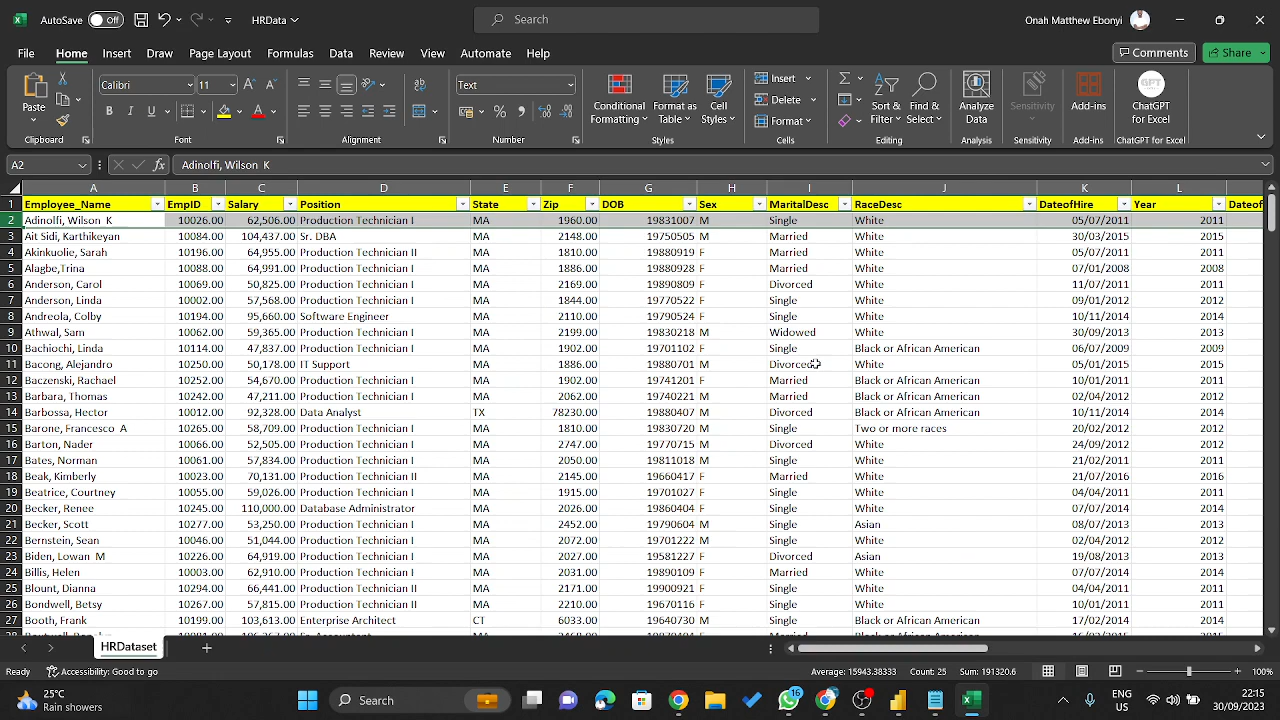 AutoSave Off HRData Search Onah Matthew Ebonyi
File Home Insert Draw Page Layout Formulas Data Review View Automate Help Comments Share
Paste Calibri 11 A A B I U A ab Text % , Conditional Formatting Format as Table Cell Styles Insert Delete Format Sort & Filter Find & Select Analyze Data Sensitivity Add-ins ChatGPT for Excel
Clipboard Font Alignment Number Styles Cells Editing Analysis Sensitivity Add-ins ChatGPT for Excel
A2 fx Adinolfi, Wilson K
A B C D E F G H I J K L
1 Employee_Name EmpID Salary Position State Zip DOB Sex MaritalDesc RaceDesc DateofHire Year Dateof
2 Adinolfi, Wilson K 10026.00 62,506.00 Production Technician I MA 1960.00 19831007 M Single White 05/07/2011 2011
3 Ait Sidi, Karthikeyan 10084.00 104,437.00 Sr. DBA MA 2148.00 19750505 M Married White 30/03/2015 2015
4 Akinkuolie, Sarah 10196.00 64,955.00 Production Technician II MA 1810.00 19880919 F Married White 05/07/2011 2011
5 Alagbe,Trina 10088.00 64,991.00 Production Technician I MA 1886.00 19880928 F Married White 07/01/2008 2008
6 Anderson, Carol 10069.00 50,825.00 Production Technician I MA 2169.00 19890809 F Divorced White 11/07/2011 2011
7 Anderson, Linda 10002.00 57,568.00 Production Technician I MA 1844.00 19770522 F Single White 09/01/2012 2012
8 Andreola, Colby 10194.00 95,660.00 Software Engineer MA 2110.00 19790524 F Single White 10/11/2014 2014
9 Athwal, Sam 10062.00 59,365.00 Production Technician I MA 2199.00 19830218 M Widowed White 30/09/2013 2013
10 Bachiochi, Linda 10114.00 47,837.00 Production Technician I MA 1902.00 19701102 F Single Black or African American 06/07/2009 2009
11 Bacong, Alejandro 10250.00 50,178.00 IT Support MA 1886.00 19880701 M Divorced White 05/01/2015 2015
12 Baczenski, Rachael 10252.00 54,670.00 Production Technician I MA 1902.00 19741201 F Married Black or African American 10/01/2011 2011
13 Barbara, Thomas 10242.00 47,211.00 Production Technician I MA 2062.00 19740221 M Married Black or African American 02/04/2012 2012
14 Barbossa, Hector 10012.00 92,328.00 Data Analyst TX 78230.00 19880407 M Divorced Black or African American 10/11/2014 2014
15 Barone, Francesco A 10265.00 58,709.00 Production Technician I MA 1810.00 19830720 M Single Two or more races 20/02/2012 2012
16 Barton, Nader 10066.00 52,505.00 Production Technician I MA 2747.00 19770715 M Divorced White 24/09/2012 2012
17 Bates, Norman 10061.00 57,834.00 Production Technician I MA 2050.00 19811018 M Single White 21/02/2011 2011
18 Beak, Kimberly 10023.00 70,131.00 Production Technician II MA 2145.00 19660417 F Married White 21/07/2016 2016
19 Beatrice, Courtney 10055.00 59,026.00 Production Technician I MA 1915.00 19701027 F Single White 04/04/2011 2011
20 Becker, Renee 10245.00 110,000.00 Database Administrator MA 2026.00 19860404 F Single White 07/07/2014 2014
21 Becker, Scott 10277.00 53,250.00 Production Technician I MA 2452.00 19790604 M Single Asian 08/07/2013 2013
22 Bernstein, Sean 10046.00 51,044.00 Production Technician I MA 2072.00 19701222 M Single White 02/04/2012 2012
23 Biden, Lowan M 10226.00 64,919.00 Production Technician I MA 2027.00 19581227 F Divorced Asian 19/08/2013 2013
24 Billis, Helen 10003.00 62,910.00 Production Technician I MA 2031.00 19890109 F Married White 07/07/2014 2014
25 Blount, Dianna 10294.00 66,441.00 Production Technician II MA 2171.00 19900921 F Single White 04/04/2011 2011
26 Bondwell, Betsy 10267.00 57,815.00 Production Technician I MA 2210.00 19670116 F Single White 10/01/2011 2011
27 Booth, Frank 10199.00 103,613.00 Enterprise Architect CT 6033.00 19640730 M Single Black or African American 17/02/2014 2014
HRDataset
Ready Accessibility: Good to go Average: 15943.38333 Count: 25 Sum: 191320.6 100%
25°C Rain showers Search 16 ENG UK 22:15 30/09/2023